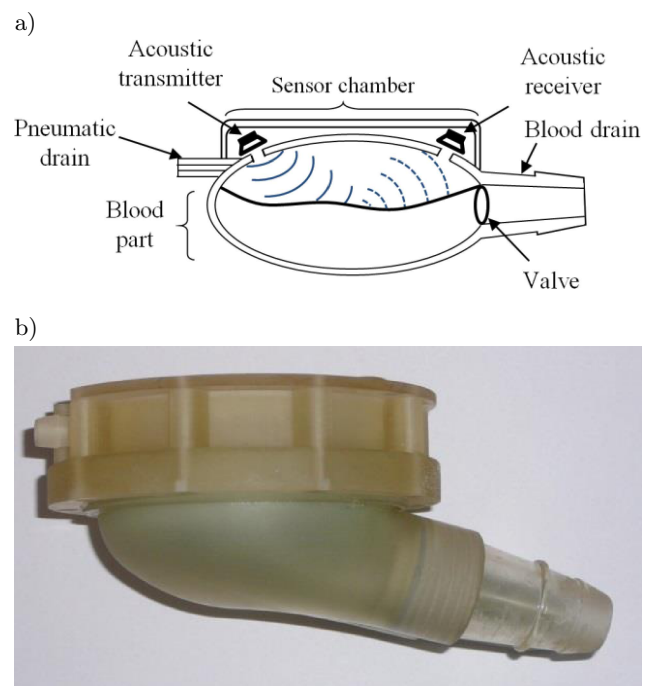 a)
Acoustic
transmitter
Sensor chamber
Acoustic
receiver
Pneumatic
drain
Blood drain
Blood
part
Valve
b)